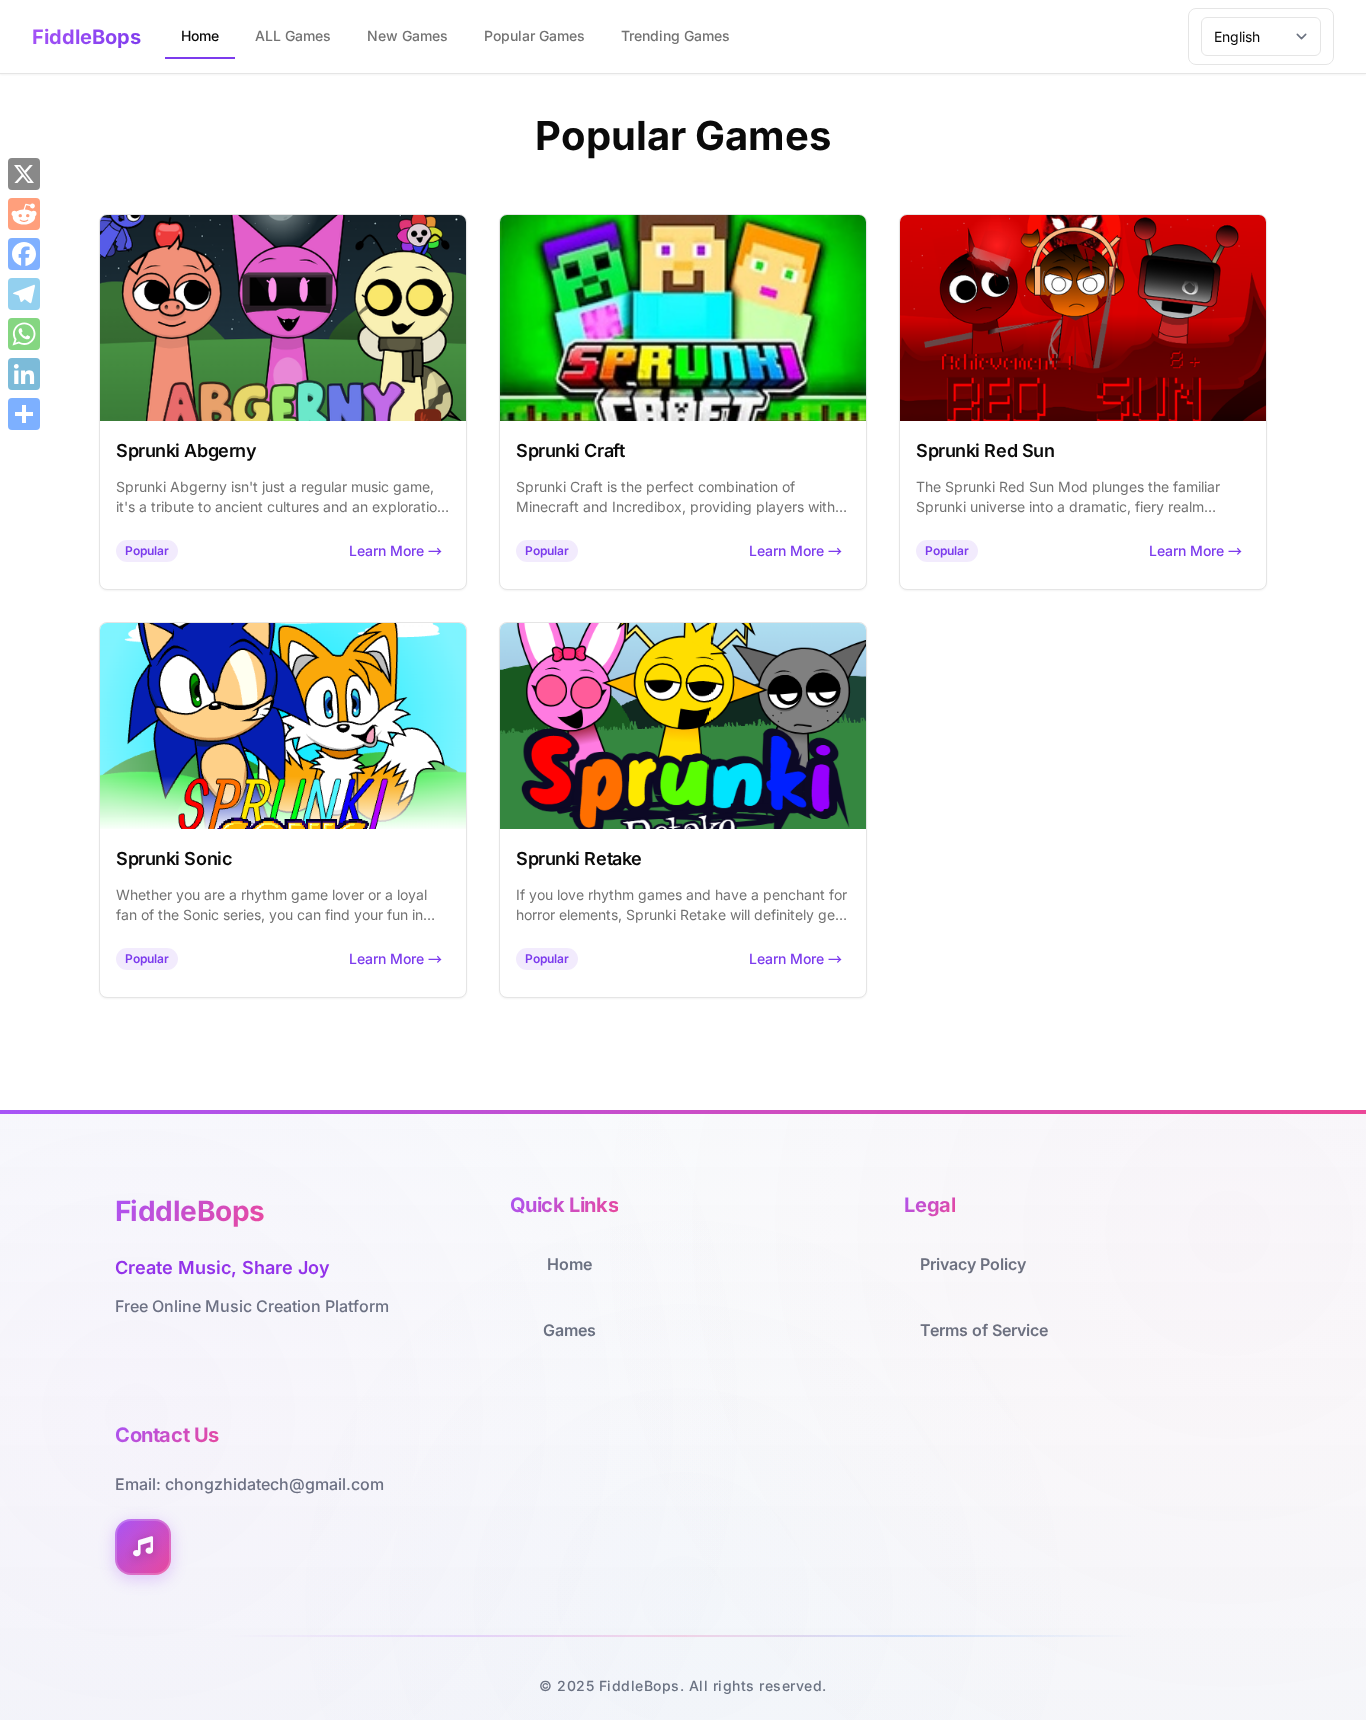 FiddleBops
Home
ALL Games
New Games
Popular Games
Trending Games
English
Popular Games
ABGERNY
SPRUNKI
CRAFT
Achievement!
8+
RED SUN
Sprunki Abgerny
Sprunki Craft
Sprunki Red Sun
Sprunki Abgerny isn't just a regular music game,
it's a tribute to ancient cultures and an exploratio...
Sprunki Craft is the perfect combination of
Minecraft and Incredibox, providing players with...
The Sprunki Red Sun Mod plunges the familiar
Sprunki universe into a dramatic, fiery realm...
Popular
Learn More →
Popular
Learn More →
Popular
Learn More →
SPRUNKI
SONIC
Sprunki
Retake
Sprunki Sonic
Sprunki Retake
Whether you are a rhythm game lover or a loyal
fan of the Sonic series, you can find your fun in...
If you love rhythm games and have a penchant for
horror elements, Sprunki Retake will definitely ge...
Popular
Learn More →
Popular
Learn More →
FiddleBops
Create Music, Share Joy
Free Online Music Creation Platform
Quick Links
Home
Games
Legal
Privacy Policy
Terms of Service
Contact Us
Email: chongzhidatech@gmail.com
© 2025 FiddleBops. All rights reserved.